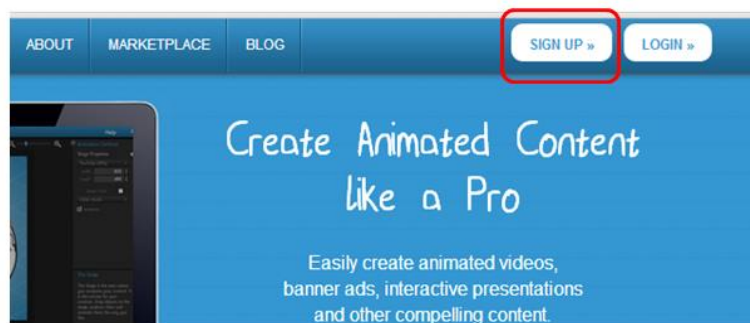 ABOUT MARKETPLACE BLOG SIGN UP » LOGIN »
Help
Create Animated Content
like a Pro
Easily create animated videos,
banner ads, interactive presentations
and other compelling content.